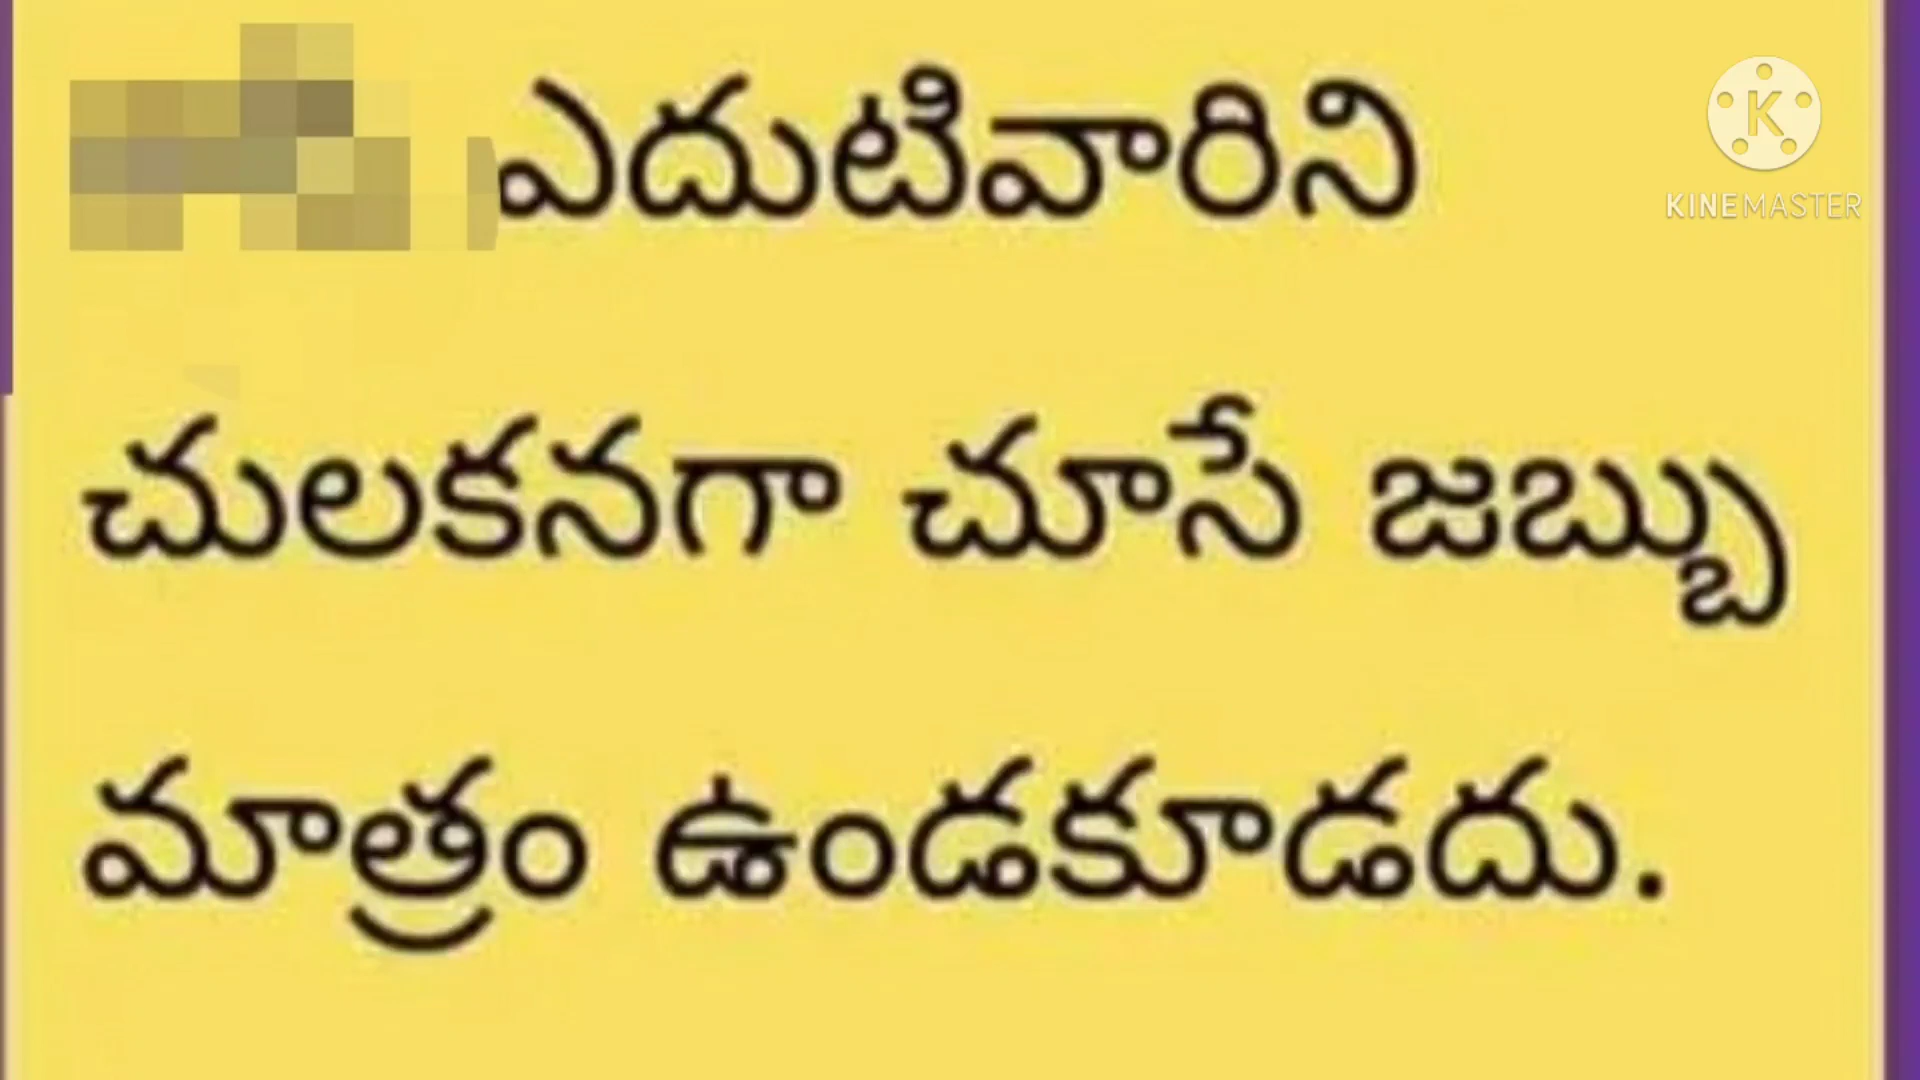 ఎదుటివారిని
చులకనగా చూసే జబ్బు
మాత్రం ఉండకూడదు.
K
KINEMASTER